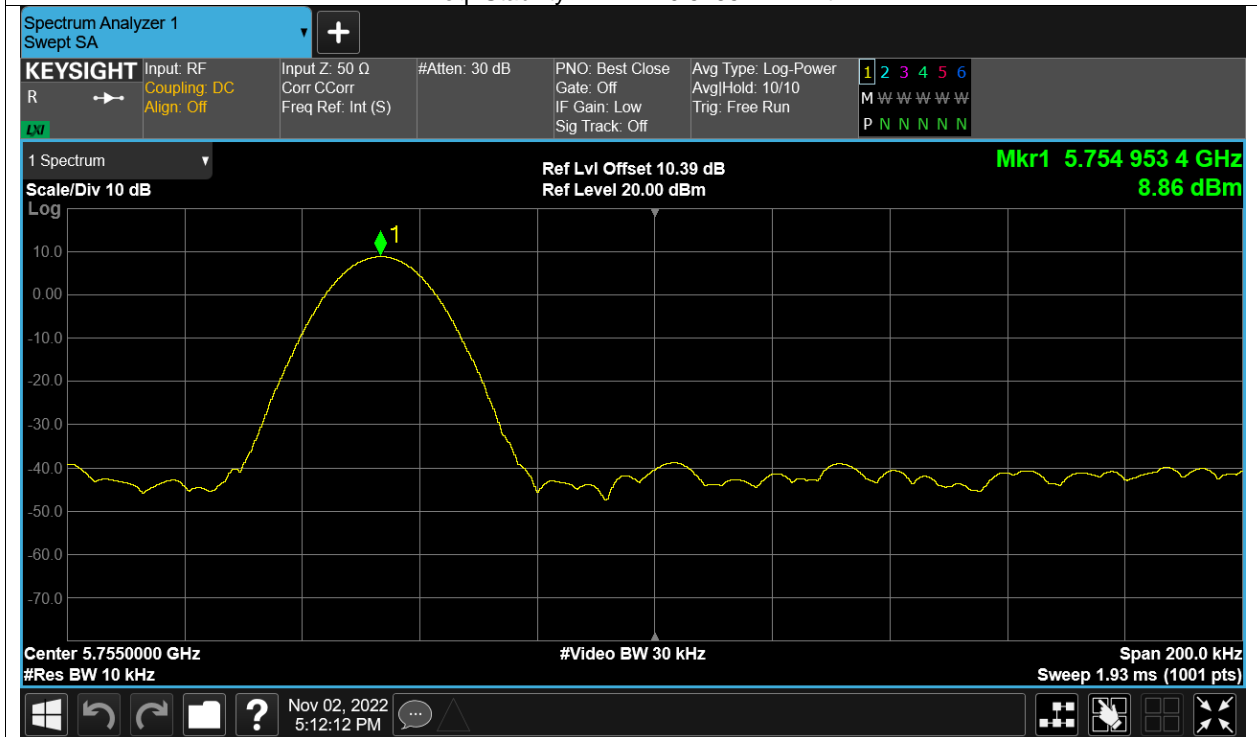 Spectrum Analyzer 1
Swept SA
+
KEYSIGHT
R
LXI
Input: RF
Coupling: DC
Align: Off
Input Z: 50 Ω
Corr CCorr
Freq Ref: Int (S)
#Atten: 30 dB
PNO: Best Close
Gate: Off
IF Gain: Low
Sig Track: Off
Avg Type: Log-Power
Avg|Hold: 10/10
Trig: Free Run
1 2 3 4 5 6
M W W W W W
P N N N N N N
1 Spectrum
Scale/Div 10 dB
Log
Ref Lvl Offset 10.39 dB
Ref Level 20.00 dBm
Mkr1 5.754 953 4 GHz
8.86 dBm
1
10.0
0.00
-10.0
-20.0
-30.0
-40.0
-50.0
-60.0
-70.0
Center 5.7550000 GHz
#Res BW 10 kHz
#Video BW 30 kHz
Span 200.0 kHz
Sweep 1.93 ms (1001 pts)
?
Nov 02, 2022
5:12:12 PM